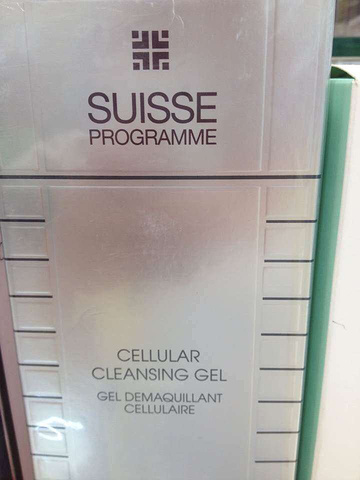 SUISSE
PROGRAMME
CELLULAR
CLEANSING GEL
GEL DEMAQUILLANT
CELLULAIRE